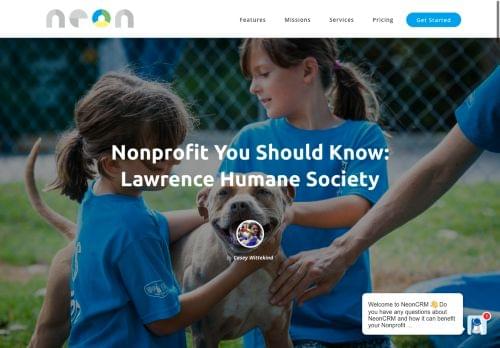 neon
Features Missions Services Pricing Get Started
Nonprofit You Should Know:
Lawrence Humane Society
by Casey Wittekind
Welcome to NeonCRM 👋 Do
you have any questions about
NeonCRM and how it can benefit
your Nonprofit ...